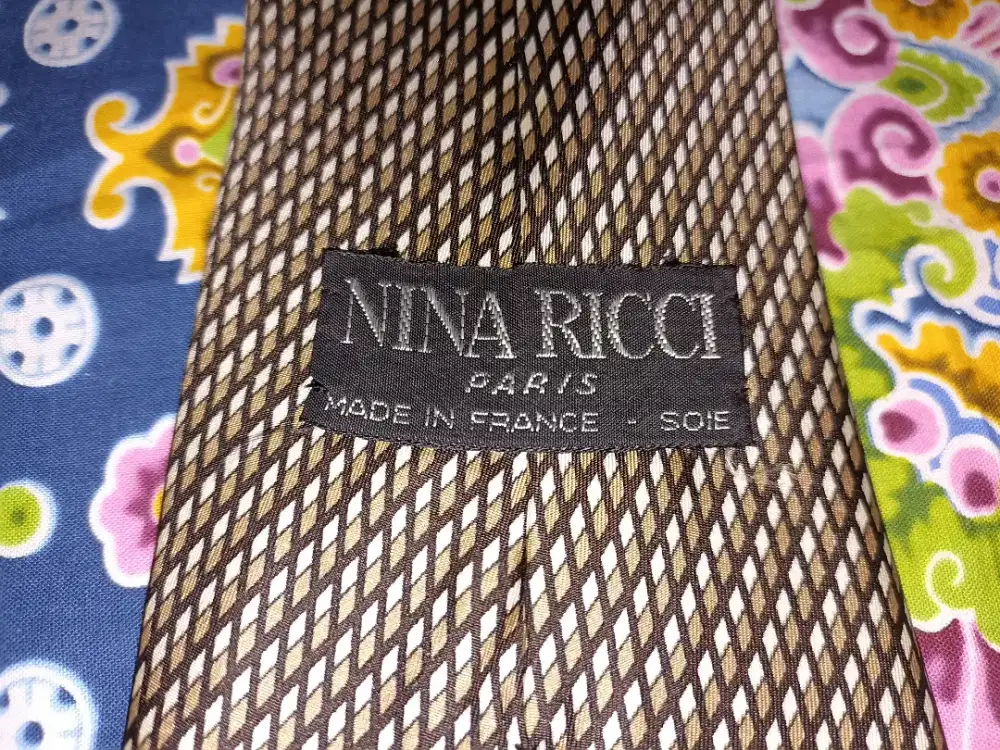 NINA RICCI
PARIS
MADE IN FRANCE - SOIE